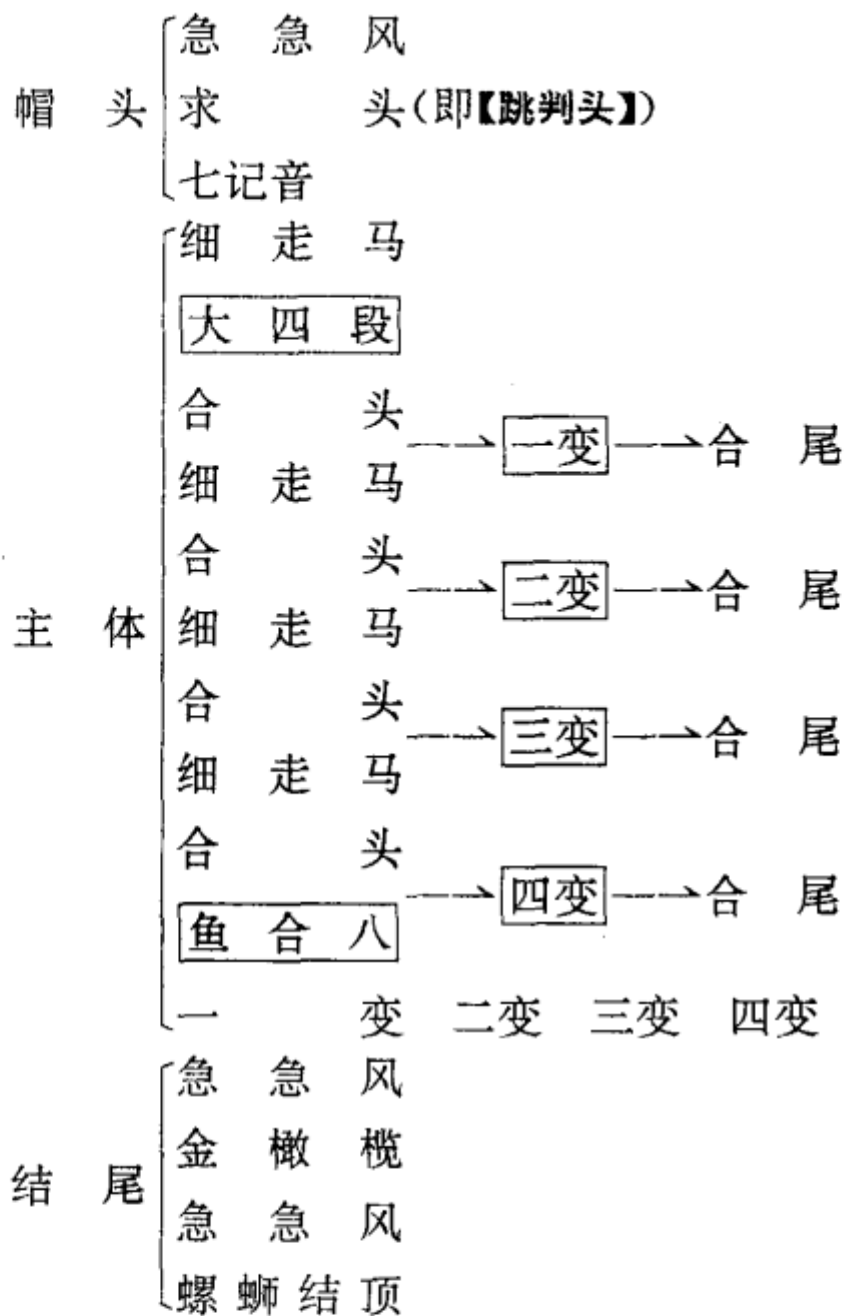 急急风
帽头 求头(即【跳判头】)
七记音
细走马
大四段
合头
一变 合尾
细走马
合头
二变 合尾
主体 细走马
合头
三变 合尾
细走马
合头
四变 合尾
鱼合八
一变 二变 三变 四变
急急风
金橄榄
结尾
急急风
螺蛳结顶